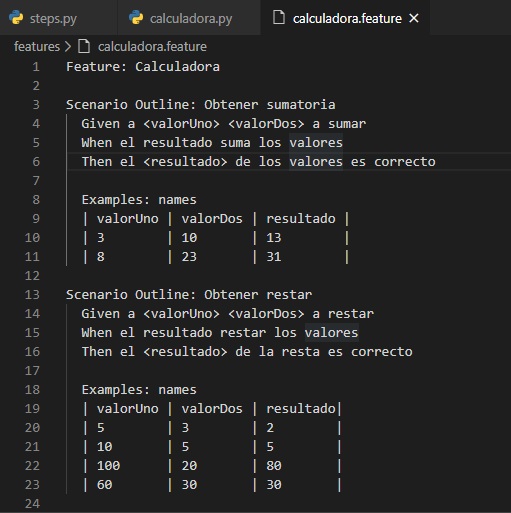 steps.py calculadora.py calculadora.feature ×
features > calculadora.feature
1 Feature: Calculadora
2
3 Scenario Outline: Obtener sumatoria
4 Given a <valorUno> <valorDos> a sumar
5 When el resultado suma los valores
6 Then el <resultado> de los valores es correcto
7
8 Examples: names
9 | valorUno | valorDos | resultado |
10 | 3 | 10 | 13 |
11 | 8 | 23 | 31 |
12
13 Scenario Outline: Obtener restar
14 Given a <valorUno> <valorDos> a restar
15 When el resultado restar los valores
16 Then el <resultado> de la resta es correcto
17
18 Examples: names
19 | valorUno | valorDos | resultado|
20 | 5 | 3 | 2 |
21 | 10 | 5 | 5 |
22 | 100 | 20 | 80 |
23 | 60 | 30 | 30 |
24